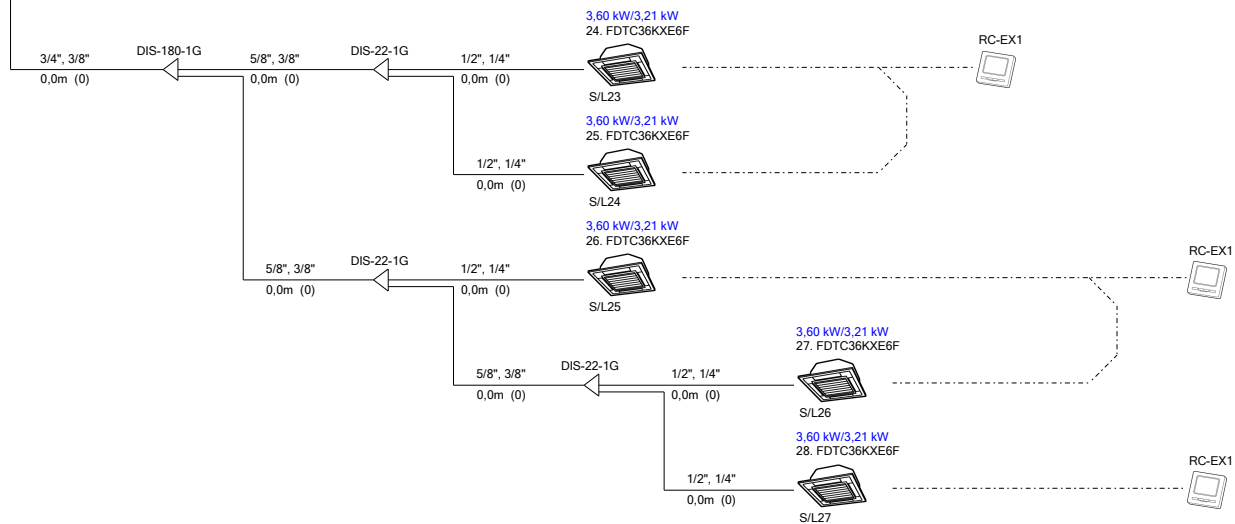 3,60 kW/3,21 kW
24. FDTC36KXE6F
RC-EX1
3/4", 3/8"
DIS-180-1G
5/8", 3/8"
DIS-22-1G
1/2", 1/4"
0,0m (0)
0,0m (0)
0,0m (0)
S/L23
3,60 kW/3,21 kW
25. FDTC36KXE6F
1/2", 1/4"
0,0m (0)
S/L24
3,60 kW/3,21 kW
26. FDTC36KXE6F
RC-EX1
5/8", 3/8"
DIS-22-1G
1/2", 1/4"
0,0m (0)
0,0m (0)
S/L25
3,60 kW/3,21 kW
27. FDTC36KXE6F
5/8", 3/8"
DIS-22-1G
1/2", 1/4"
0,0m (0)
0,0m (0)
S/L26
3,60 kW/3,21 kW
28. FDTC36KXE6F
RC-EX1
1/2", 1/4"
0,0m (0)
S/L27